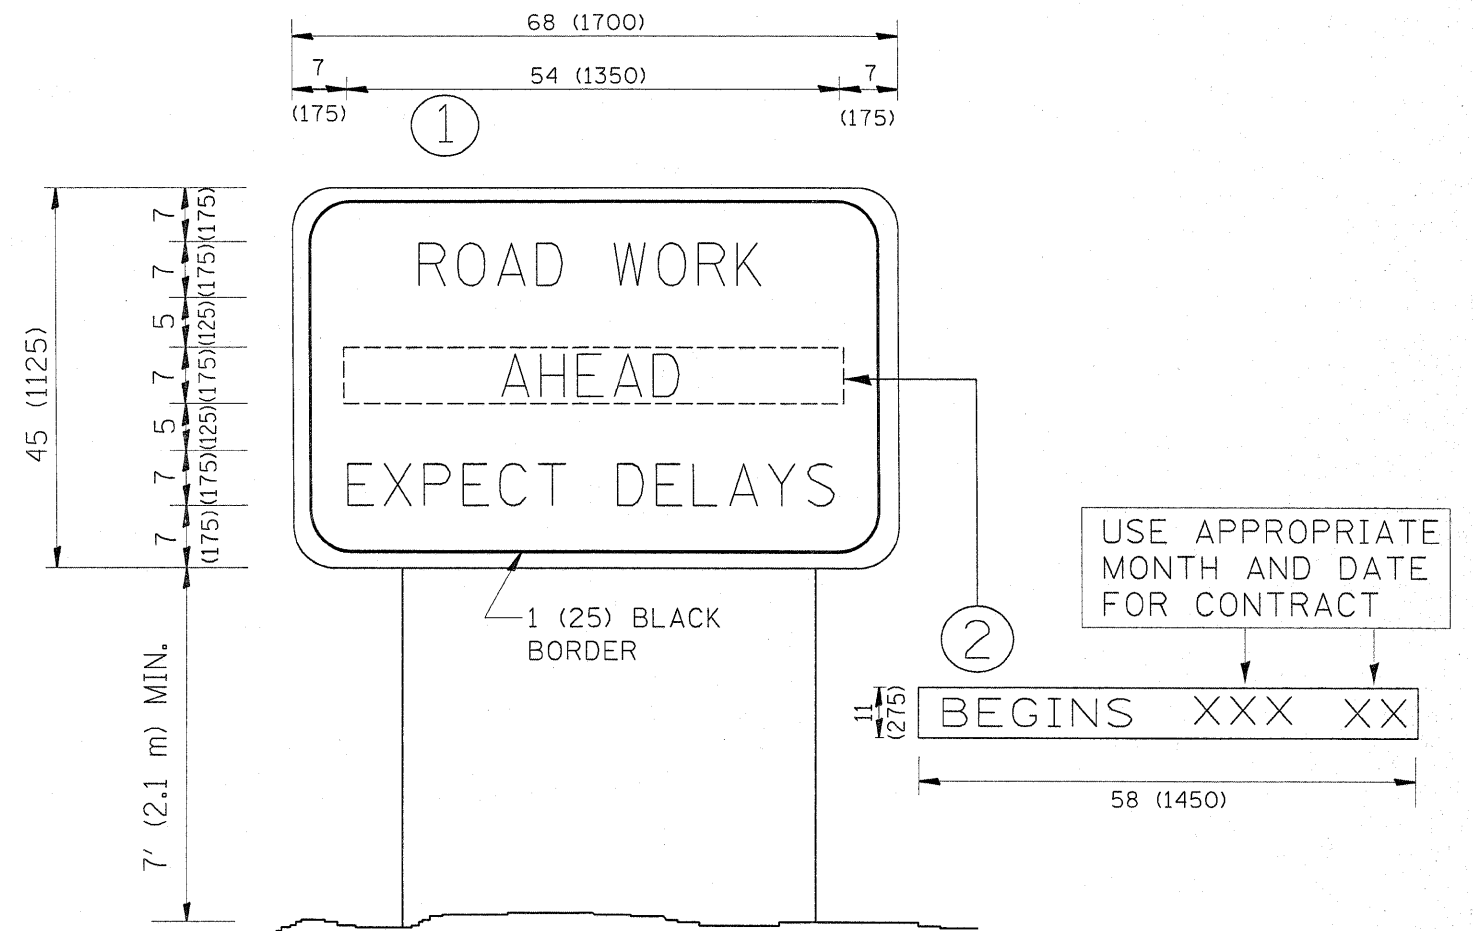 68 (1700)
7
54 (1350)
7
(175)
(175)
1
45 (1125)
7 (175)
7 (175)
5 (125)
7 (175)
5 (125)
7 (175)
7 (175)
ROAD WORK
AHEAD
EXPECT DELAYS
1 (25) BLACK
BORDER
7' (2.1 m) MIN.
USE APPROPRIATE
MONTH AND DATE
FOR CONTRACT
2
11
(275)
BEGINS XXX XX
58 (1450)